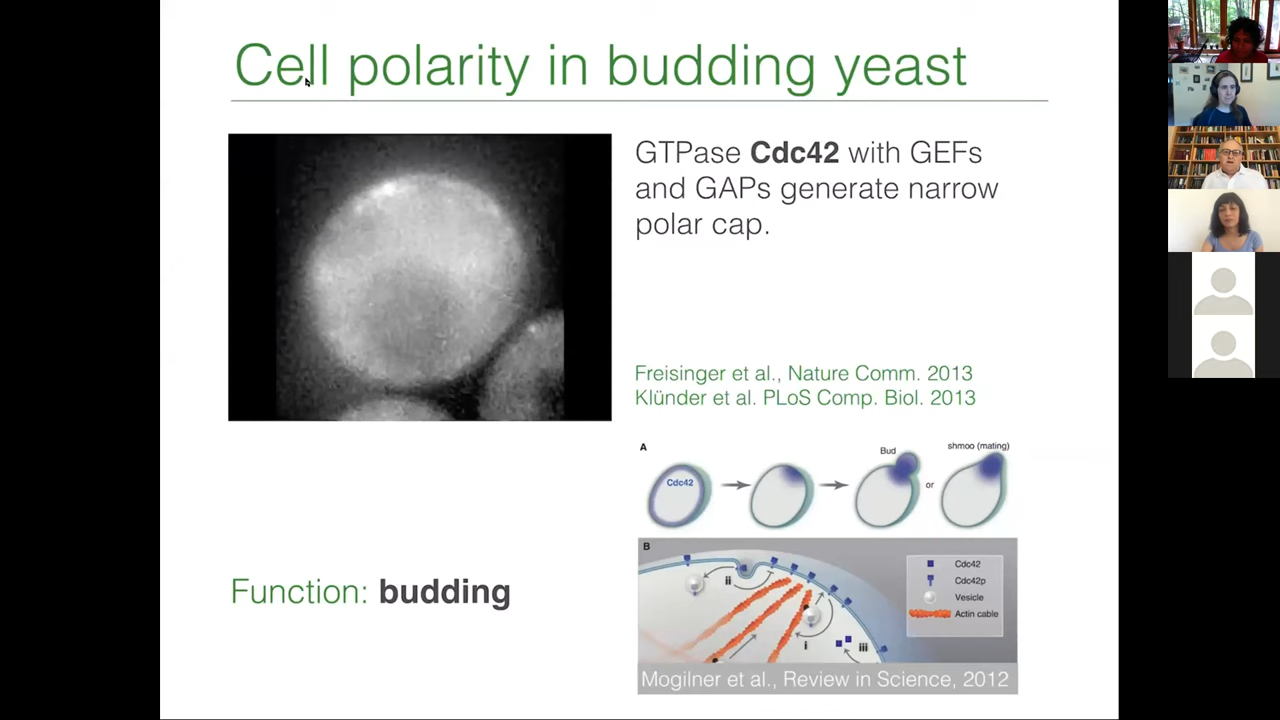 Cell polarity in budding yeast
GTPase Cdc42 with GEFs
and GAPs generate narrow
polar cap.
Freisinger et al., Nature Comm. 2013
Klünder et al. PLoS Comp. Biol. 2013
A
Cdc42
Bud
or
shmoo (mating)
B
ii
i
iii
Cdc42
Cdc42p
Vesicle
Actin cable
Mogilner et al., Review in Science, 2012
Function: budding